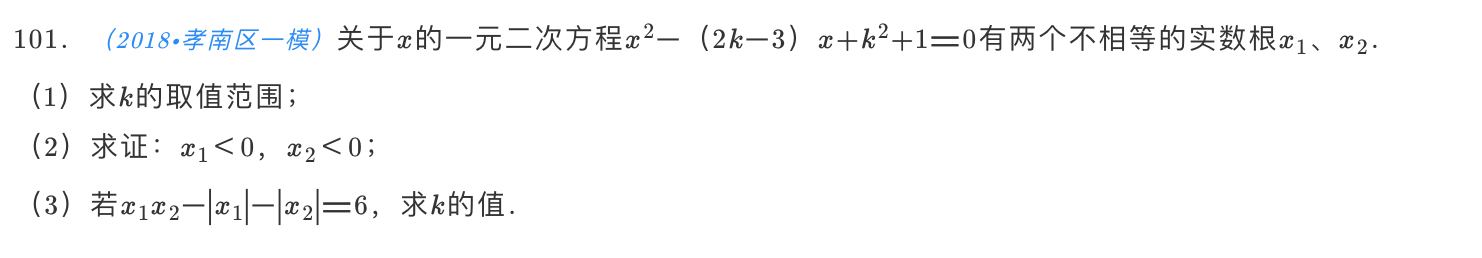 101. （2018•孝南区一模）关于x的一元二次方程x²－（2k－3）x+k²+1=0有两个不相等的实数根x₁、x₂.
（1）求k的取值范围；
（2）求证：x₁＜0，x₂＜0；
（3）若x₁x₂－|x₁|－|x₂|=6，求k的值.